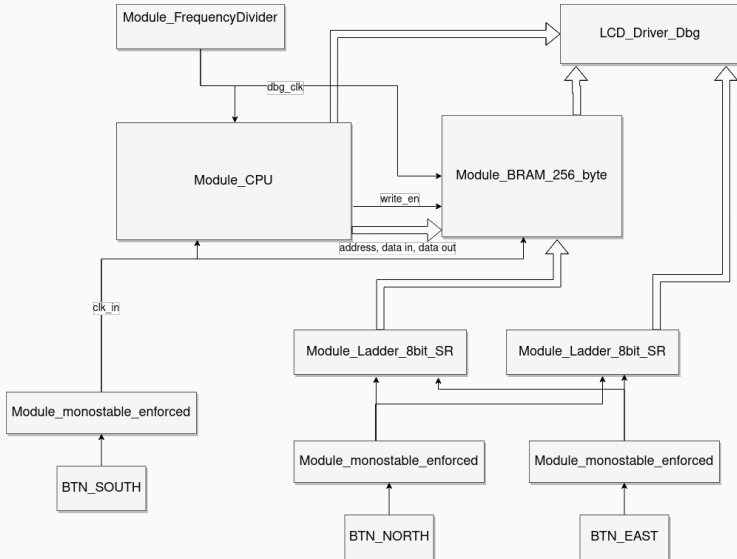 Module_FrequencyDivider
LCD_Driver_Dbg
dbg_clk
Module_CPU
Module_BRAM_256_byte
write_en
address, data in, data out
clk_in
Module_Ladder_8bit_SR
Module_Ladder_8bit_SR
Module_monostable_enforced
Module_monostable_enforced
Module_monostable_enforced
BTN_SOUTH
BTN_NORTH
BTN_EAST